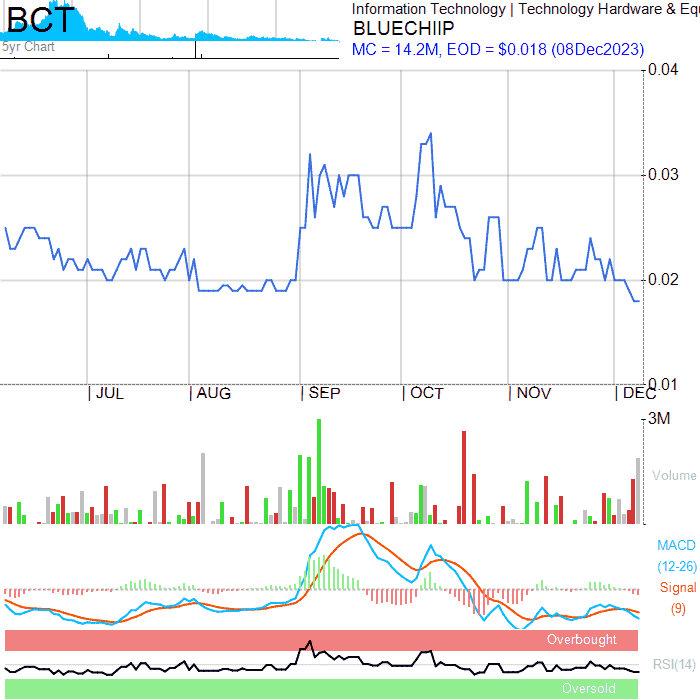 BCT
5yr Chart
Information Technology | Technology Hardware & Equ
BLUECHIIP
MC = 14.2M, EOD = $0.018 (08Dec2023)
0.04
0.03
0.02
0.01
JUL AUG SEP OCT NOV DEC
3M
Volume
MACD
(12-26)
Signal
(9)
Overbought
RSI(14)
Oversold